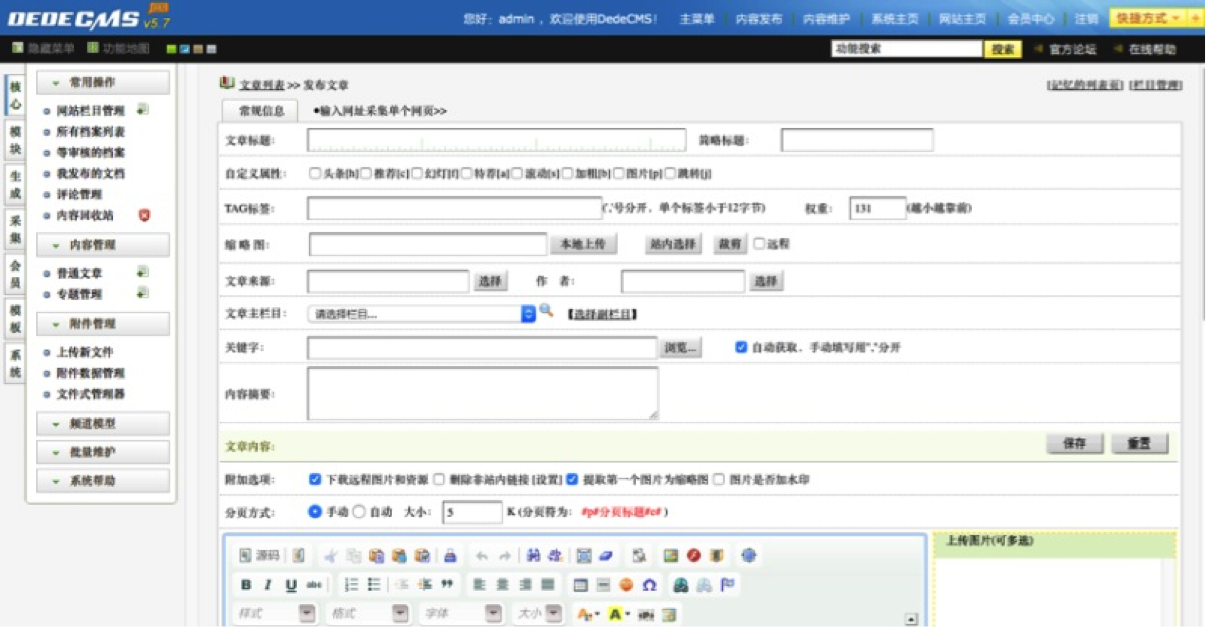 DEDECMS v5.7 您好：admin ，欢迎使用DedeCMS！ 主菜单 内容发布 内容维护 系统主页 网站主页 会员中心 注销 快捷方式 +
隐藏菜单 功能地图 功能搜索 搜索 官方论坛 在线帮助
核心
模块
生成
采集
会员
模板
系统
常用操作
网站栏目管理
所有档案列表
等审核的档案
我发布的文档
评论管理
内容回收站
内容管理
普通文章
专题管理
附件管理
上传新文件
附件数据管理
文件式管理器
频道模型
批量维护
系统帮助
文章列表 >> 发布文章 [记忆的列表页] [栏目管理]
常规信息 •输入网址采集单个网页>>
文章标题： 简略标题：
自定义属性： 头条[h] 推荐[c] 幻灯[f] 特荐[a] 滚动[s] 加粗[b] 图片[p] 跳转[j]
TAG标签： (','号分开，单个标签小于12字节) 权重： 131 (越小越靠前)
缩 略 图： 本地上传 站内选择 裁剪 远程
文章来源： 选择 作 者： 选择
文章主栏目： 请选择栏目... 【选择副栏目】
关键字： 浏览... 自动获取，手动填写用","分开
内容摘要：
文章内容： 保存 重置
附加选项： 下载远程图片和资源 删除非站内链接 [设置] 提取第一个图片为缩略图 图片是否加水印
分页方式： 手动 自动 大小： 5 K (分页符为： #p#分页标题#e# )
源码
B I U abc
样式 格式 字体 大小
上传图片(可多选)